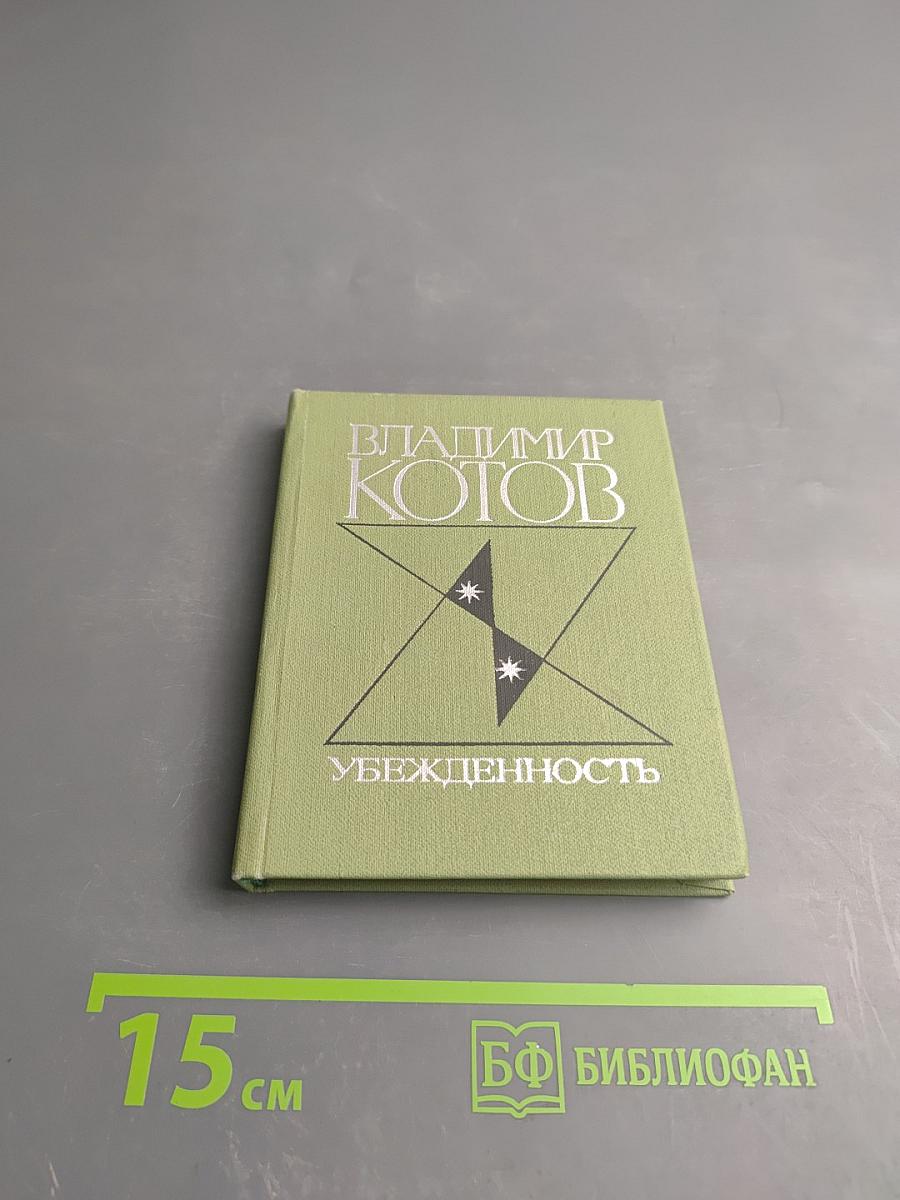 ВЛАДИМИР
КОТОВ
УБЕЖДЕННОСТЬ
15 см
БФ БИБЛИОФАН